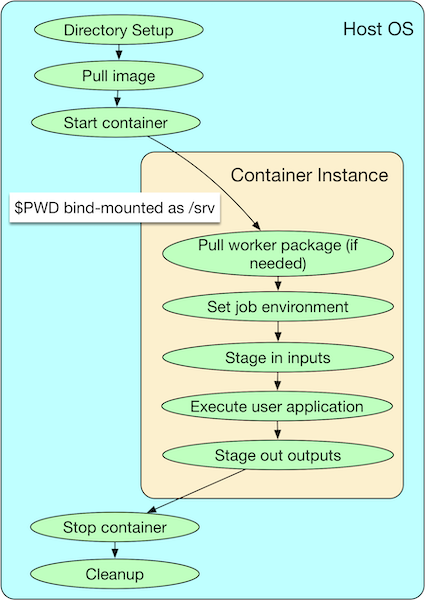 Host OS
Directory Setup
Pull image
Start container
Container Instance
$PWD bind-mounted as /srv
Pull worker package (if
needed)
Set job environment
Stage in inputs
Execute user application
Stage out outputs
Stop container
Cleanup